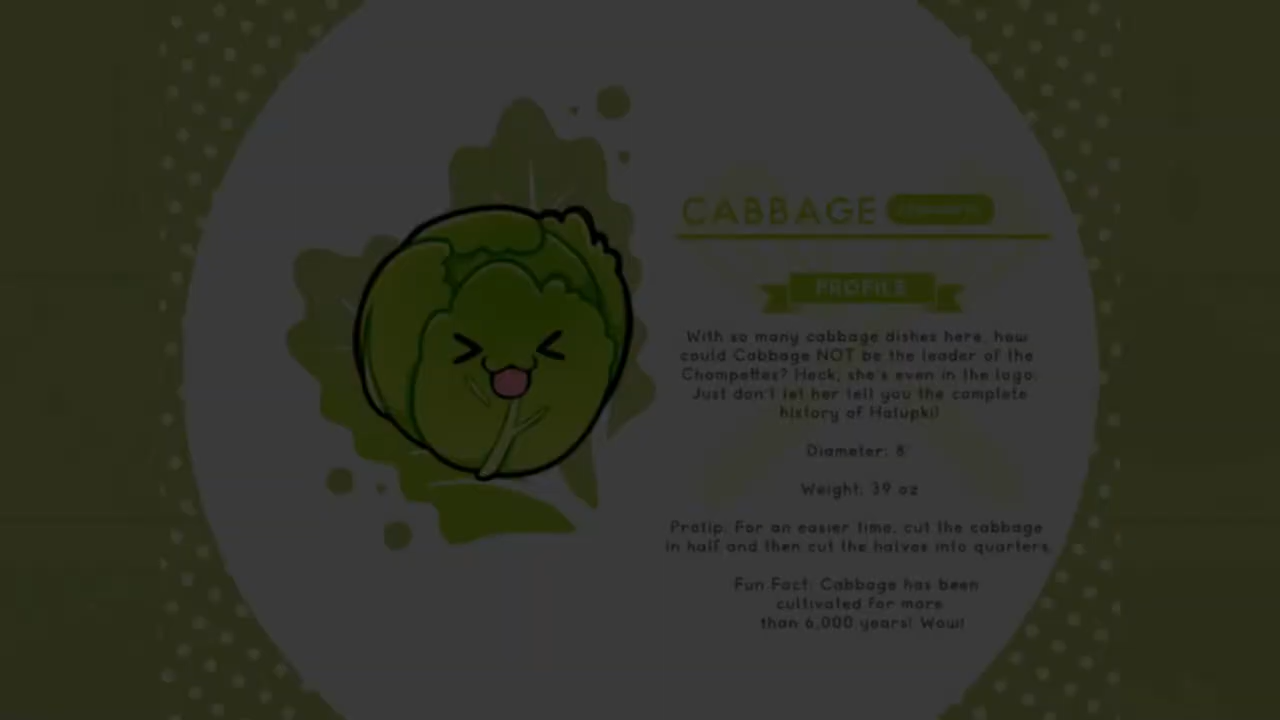 CABBAGE
PROFILE
With so many cabbage dishes here, how
could Cabbage NOT be the leader of the
Chompettes? Heck, she's even in the logo.
Just don't let her tell you the complete
history of Halupki!
Diameter: 8
Weight: 39 oz
Protip: For an easier time, cut the cabbage
in half and then cut the halves into quarters.
Fun Fact: Cabbage has been
cultivated for more
than 6,000 years! Wow!